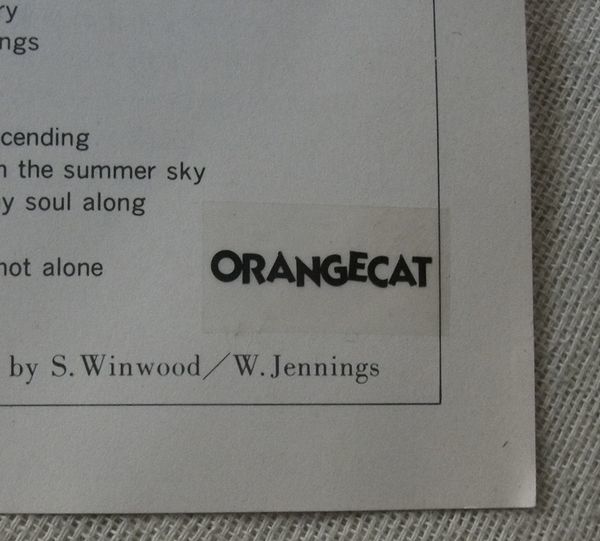 ry
ngs
cending
n the summer sky
y soul along
not alone
ORANGECAT
by S. Winwood／W. Jennings